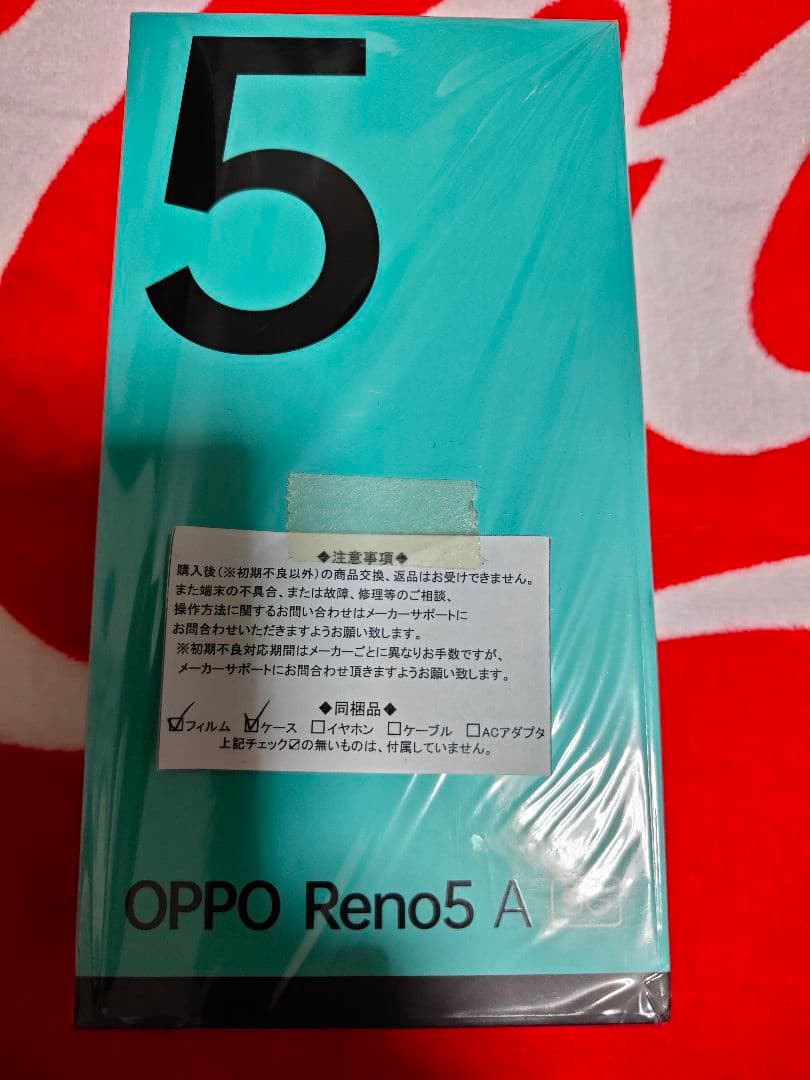 5
◆注意事項◆
購入後(※初期不良以外)の商品交換、返品はお受けできません。
また端末の不具合、または故障、修理等のご相談、
操作方法に関するお問い合わせはメーカーサポートに
お問合わせいただきますようお願い致します。
※初期不良対応期間はメーカーごとに異なりお手数ですが、
メーカーサポートにお問合わせ頂きますようお願い致します。
◆同梱品◆
☑フィルム ☑ケース □イヤホン □ケーブル □ACアダプタ
上記チェック☑の無いものは、付属していません。
OPPO Reno5 A 5G